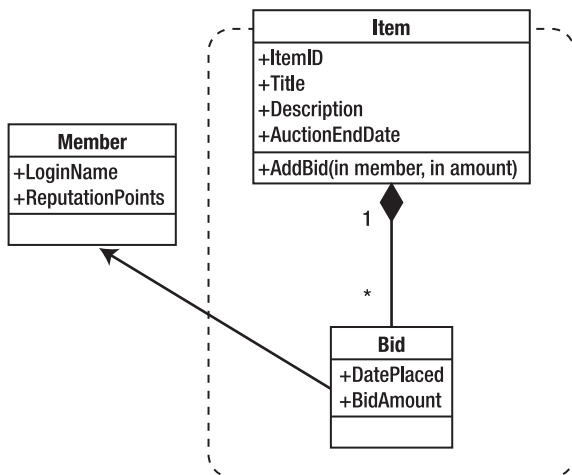 Item
+ItemID
+Title
+Description
+AuctionEndDate
+AddBid(in member, in amount)
Member
+LoginName
+ReputationPoints
1
*
Bid
+DatePlaced
+BidAmount